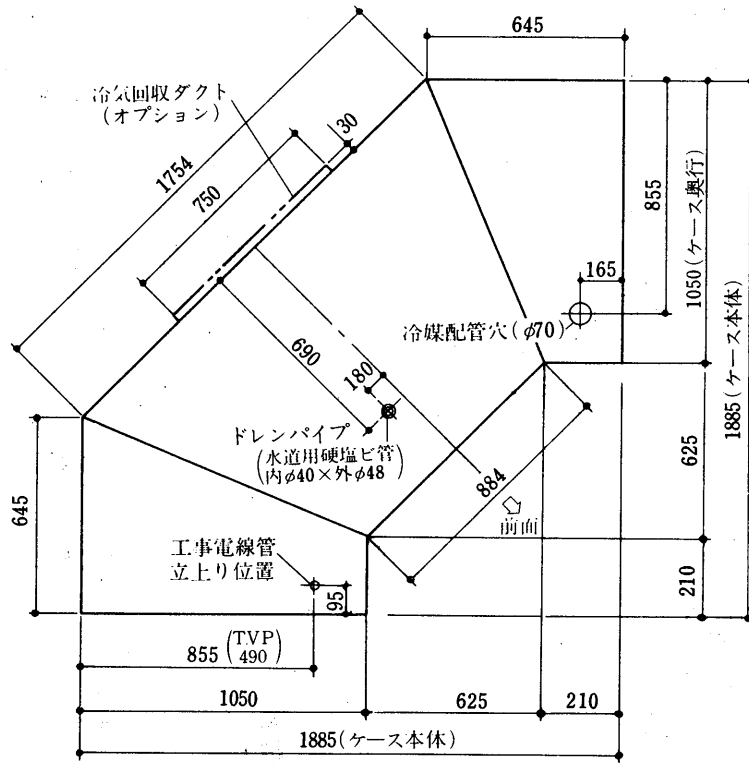 645
冷気回収ダクト
(オプション)
30
1754
750
855
1050(ケース奥行)
165
冷媒配管穴(φ70)
690
180
1885(ケース本体)
ドレンパイプ
(水道用硬塩ビ管)
内φ40×外φ48
884
625
前面
645
工事電線管
立上り位置
95
210
855(T.V.P
490)
1050
625
210
1885(ケース本体)